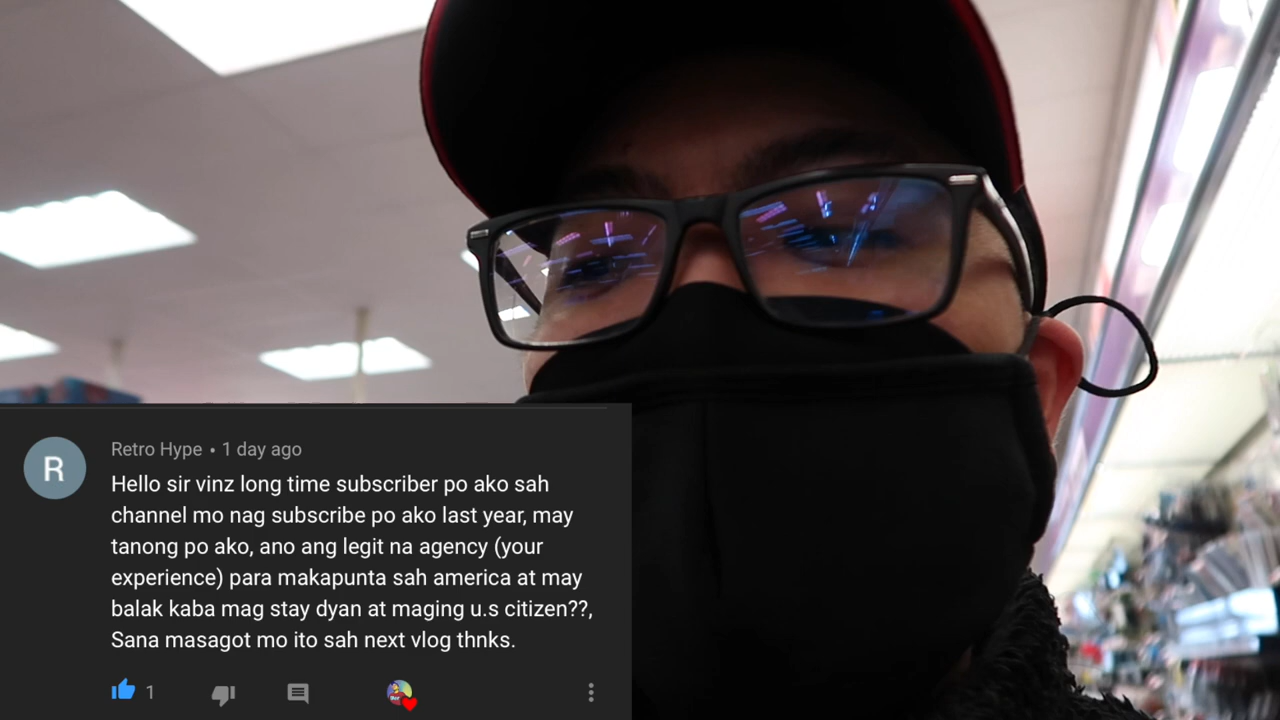 R
Retro Hype • 1 day ago
Hello sir vinz long time subscriber po ako sah
channel mo nag subscribe po ako last year, may
tanong po ako, ano ang legit na agency (your
experience) para makapunta sah america at may
balak kaba mag stay dyan at maging u.s citizen??,
Sana masagot mo ito sah next vlog thnks.
1